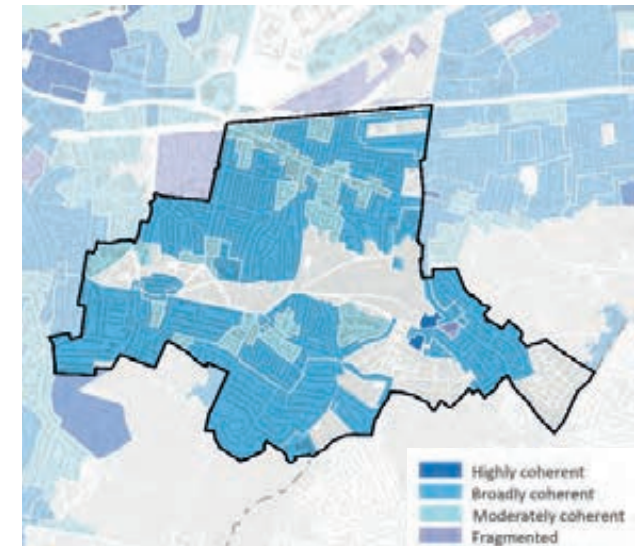 Highly coherent
Broadly coherent
Moderately coherent
Fragmented